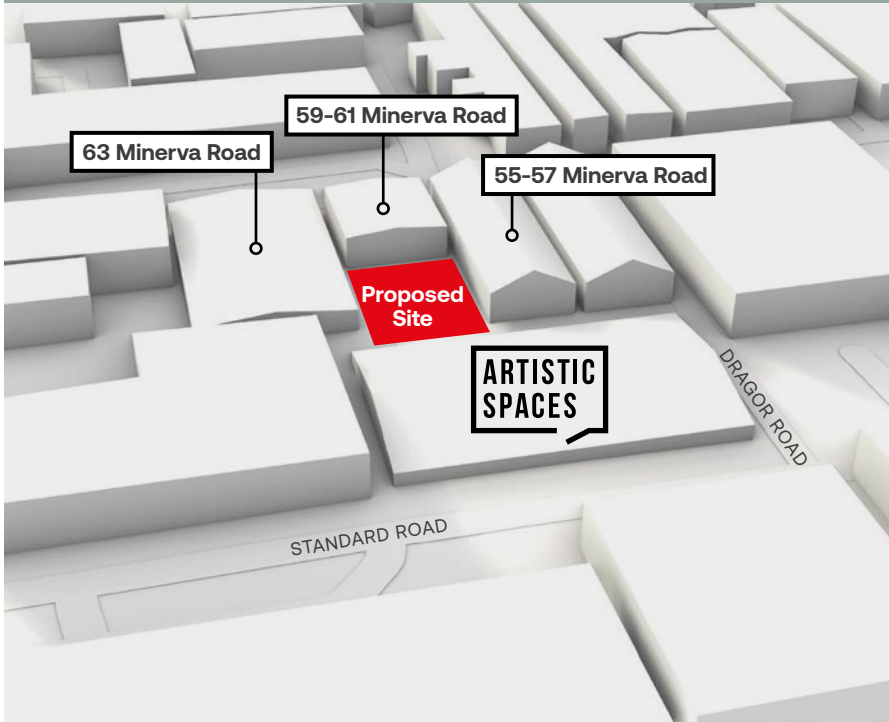 59-61 Minerva Road
63 Minerva Road
55-57 Minerva Road
Proposed
Site
ARTISTIC
SPACES
DRAGOR ROAD
STANDARD ROAD